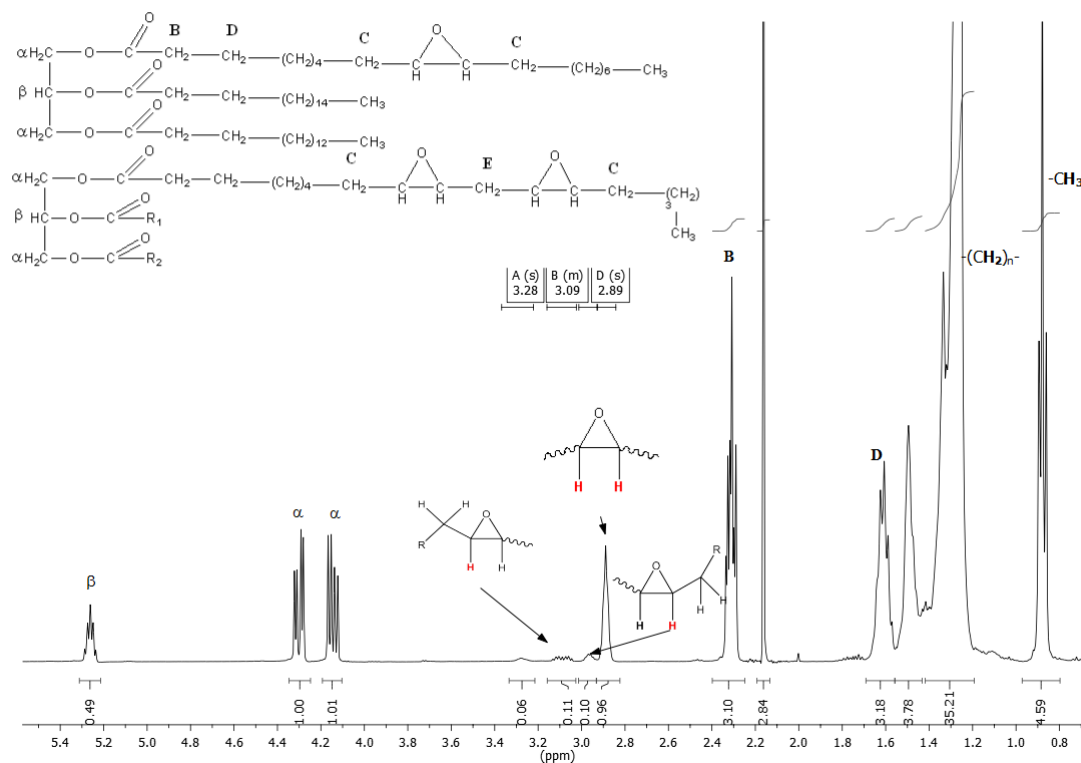 O
B D C O C
αH₂C O C CH₂ CH₂ (CH₂)₄ CH₂ C C CH₂ (CH₂)₆ CH₃
H H
O
β HC O C CH₂ CH₂ (CH₂)₁₄ CH₃
O
αH₂C O C CH₂ CH₂ (CH₂)₁₂ CH₃
O C O E O C
αH₂C O C CH₂ CH₂ (CH₂)₄ CH₂ C C CH₂ C C CH₂ (CH₂)
H H H H 3
O
β HC O C R₁ CH₃
O
αH₂C O C R₂
-CH₃
B
-(CH₂)ₙ-
A (s) B (m) D (s)
3.28 3.09 2.89
O
H H
D
H H O
R
H H
O R
H H H
H
β α α
0.49 1.00 1.01 0.06 0.11 0.10 0.96 3.10 2.84 3.18 3.78 35.21 4.59
5.4 5.2 5.0 4.8 4.6 4.4 4.2 4.0 3.8 3.6 3.4 3.2 3.0 2.8 2.6 2.4 2.2 2.0 1.8 1.6 1.4 1.2 1.0 0.8
(ppm)